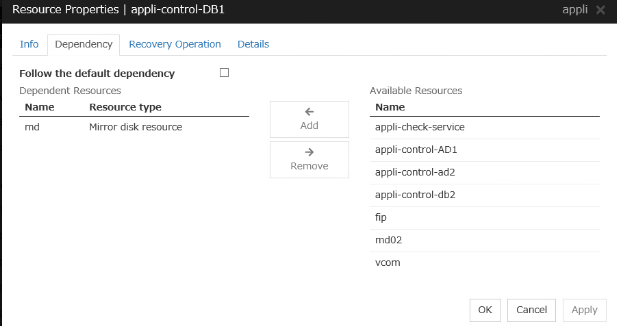 Resource Properties | appli-control-DB1 appli
Info Dependency Recovery Operation Details
Follow the default dependency
Dependent Resources
Name Resource type
md Mirror disk resource
Add
Remove
Available Resources
Name
appli-check-service
appli-control-AD1
appli-control-ad2
appli-control-db2
fip
md02
vcom
OK Cancel Apply